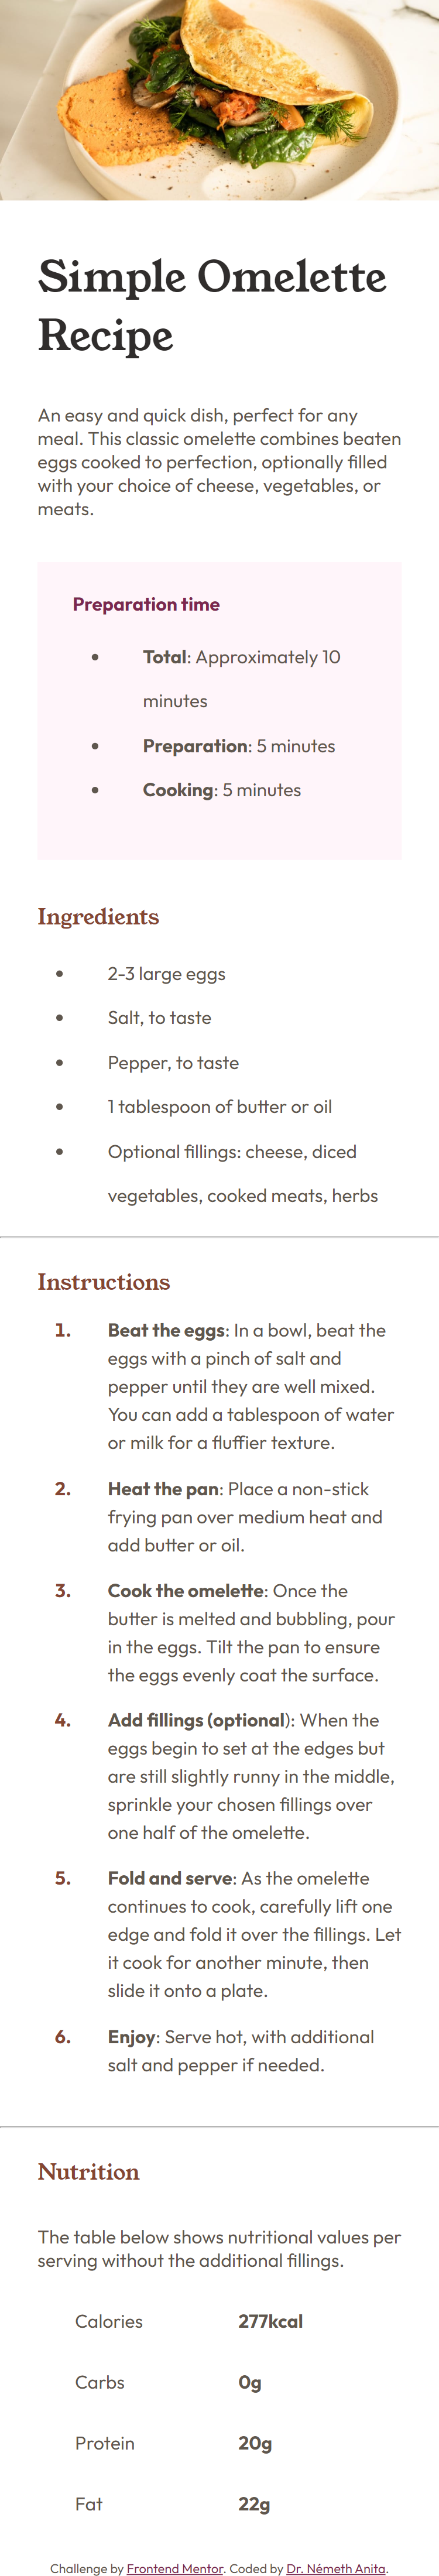 Simple Omelette
Recipe
An easy and quick dish, perfect for any
meal. This classic omelette combines beaten
eggs cooked to perfection, optionally filled
with your choice of cheese, vegetables, or
meats.
Preparation time
• Total: Approximately 10
minutes
• Preparation: 5 minutes
• Cooking: 5 minutes
Ingredients
• 2-3 large eggs
• Salt, to taste
• Pepper, to taste
• 1 tablespoon of butter or oil
• Optional fillings: cheese, diced
vegetables, cooked meats, herbs
Instructions
1. Beat the eggs: In a bowl, beat the
eggs with a pinch of salt and
pepper until they are well mixed.
You can add a tablespoon of water
or milk for a fluffier texture.
2. Heat the pan: Place a non-stick
frying pan over medium heat and
add butter or oil.
3. Cook the omelette: Once the
butter is melted and bubbling, pour
in the eggs. Tilt the pan to ensure
the eggs evenly coat the surface.
4. Add fillings (optional): When the
eggs begin to set at the edges but
are still slightly runny in the middle,
sprinkle your chosen fillings over
one half of the omelette.
5. Fold and serve: As the omelette
continues to cook, carefully lift one
edge and fold it over the fillings. Let
it cook for another minute, then
slide it onto a plate.
6. Enjoy: Serve hot, with additional
salt and pepper if needed.
Nutrition
The table below shows nutritional values per
serving without the additional fillings.
Calories 277kcal
Carbs 0g
Protein 20g
Fat 22g
Challenge by Frontend Mentor. Coded by Dr. Németh Anita.